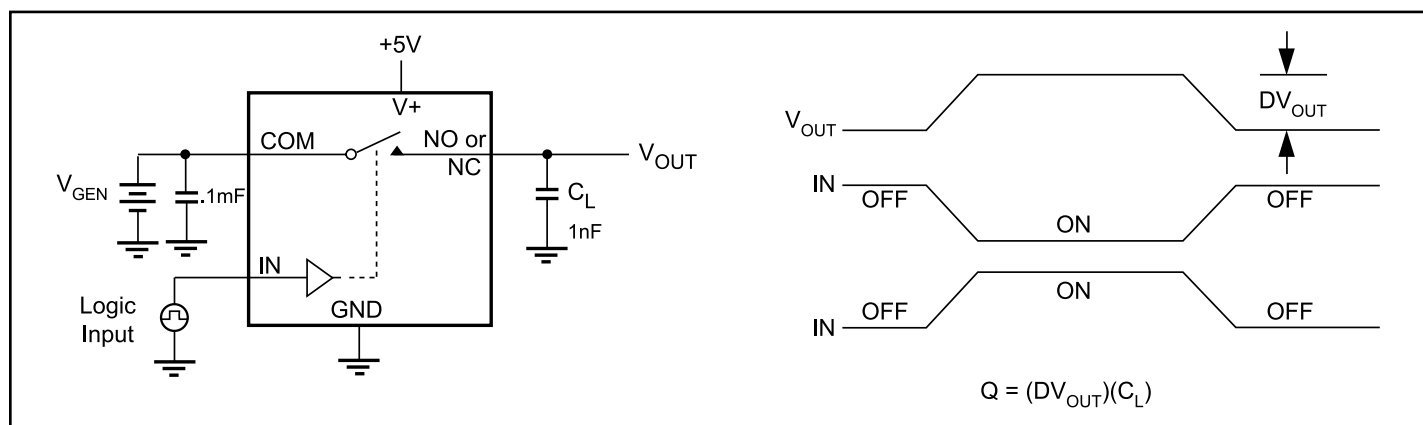 +5V
V+
COM
NO or
NC
V_OUT
V_GEN
.1mF
C_L
1nF
IN
Logic
Input
GND
V_OUT
DV_OUT
IN
OFF
ON
OFF
IN
OFF
ON
OFF
Q = (DV_OUT)(C_L)